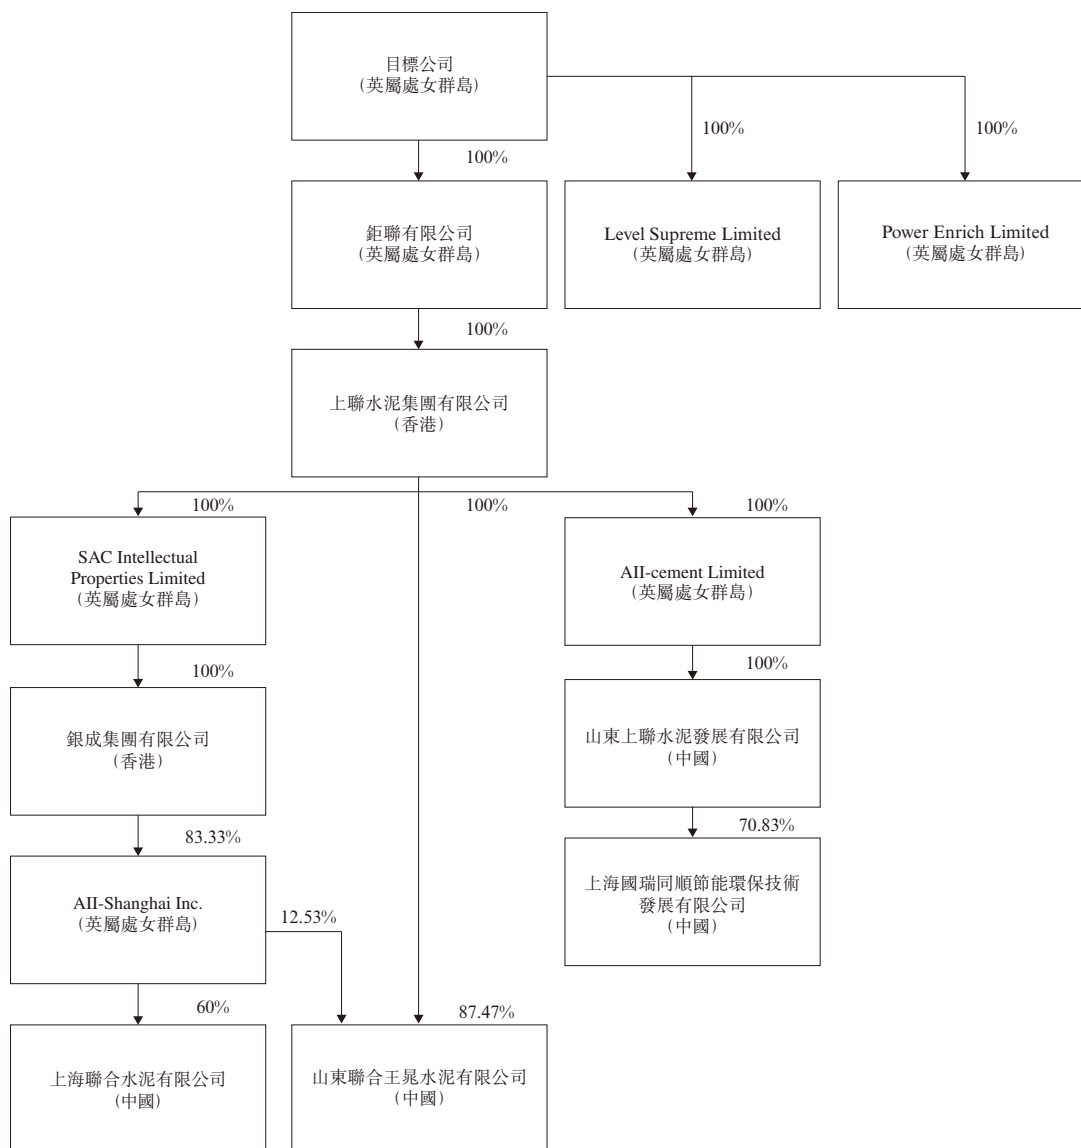 目標公司
(英屬處女群島)
100%
100%
100%
鉅聯有限公司
(英屬處女群島)
Level Supreme Limited
(英屬處女群島)
Power Enrich Limited
(英屬處女群島)
100%
上聯水泥集團有限公司
(香港)
100%
100%
100%
SAC Intellectual
Properties Limited
(英屬處女群島)
AII-cement Limited
(英屬處女群島)
100%
100%
銀成集團有限公司
(香港)
山東上聯水泥發展有限公司
(中國)
83.33%
70.83%
AII-Shanghai Inc.
(英屬處女群島)
12.53%
上海國瑞同順節能環保技術
發展有限公司
(中國)
60%
87.47%
上海聯合水泥有限公司
(中國)
山東聯合王晁水泥有限公司
(中國)